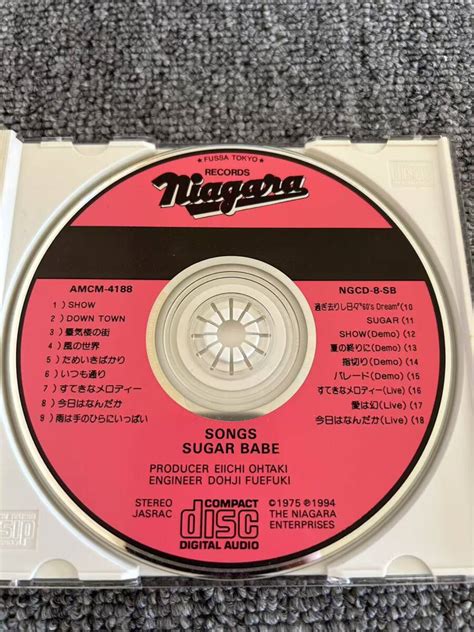 ★ FUSSA TOKYO ★
RECORDS
Niagara
AMCM-4188
1 ) SHOW
2 ) DOWN TOWN
3 ) 蜃気楼の街
4 ) 風の世界
5 ) ためいきばかり
6 ) いつも通り
7 ) すてきなメロディー
8 ) 今日はなんだか
9 ) 雨は手のひらにいっぱい
NGCD-8-SB
過ぎ去りし日々"60's Dream"(10
SUGAR (11
SHOW(Demo) (12
夏の終りに(Demo) (13
指切り(Demo) (14
パレード(Demo) (15
すてきなメロディー(Live) (16
愛は幻(Live) (17
今日はなんだか(Live) (18
SONGS
SUGAR BABE
PRODUCER EIICHI OHTAKI
ENGINEER DOHJI FUEFUKI
STEREO
JASRAC
COMPACT
disc
DIGITAL AUDIO
©1975 ℗1994
THE NIAGARA
ENTERPRISES